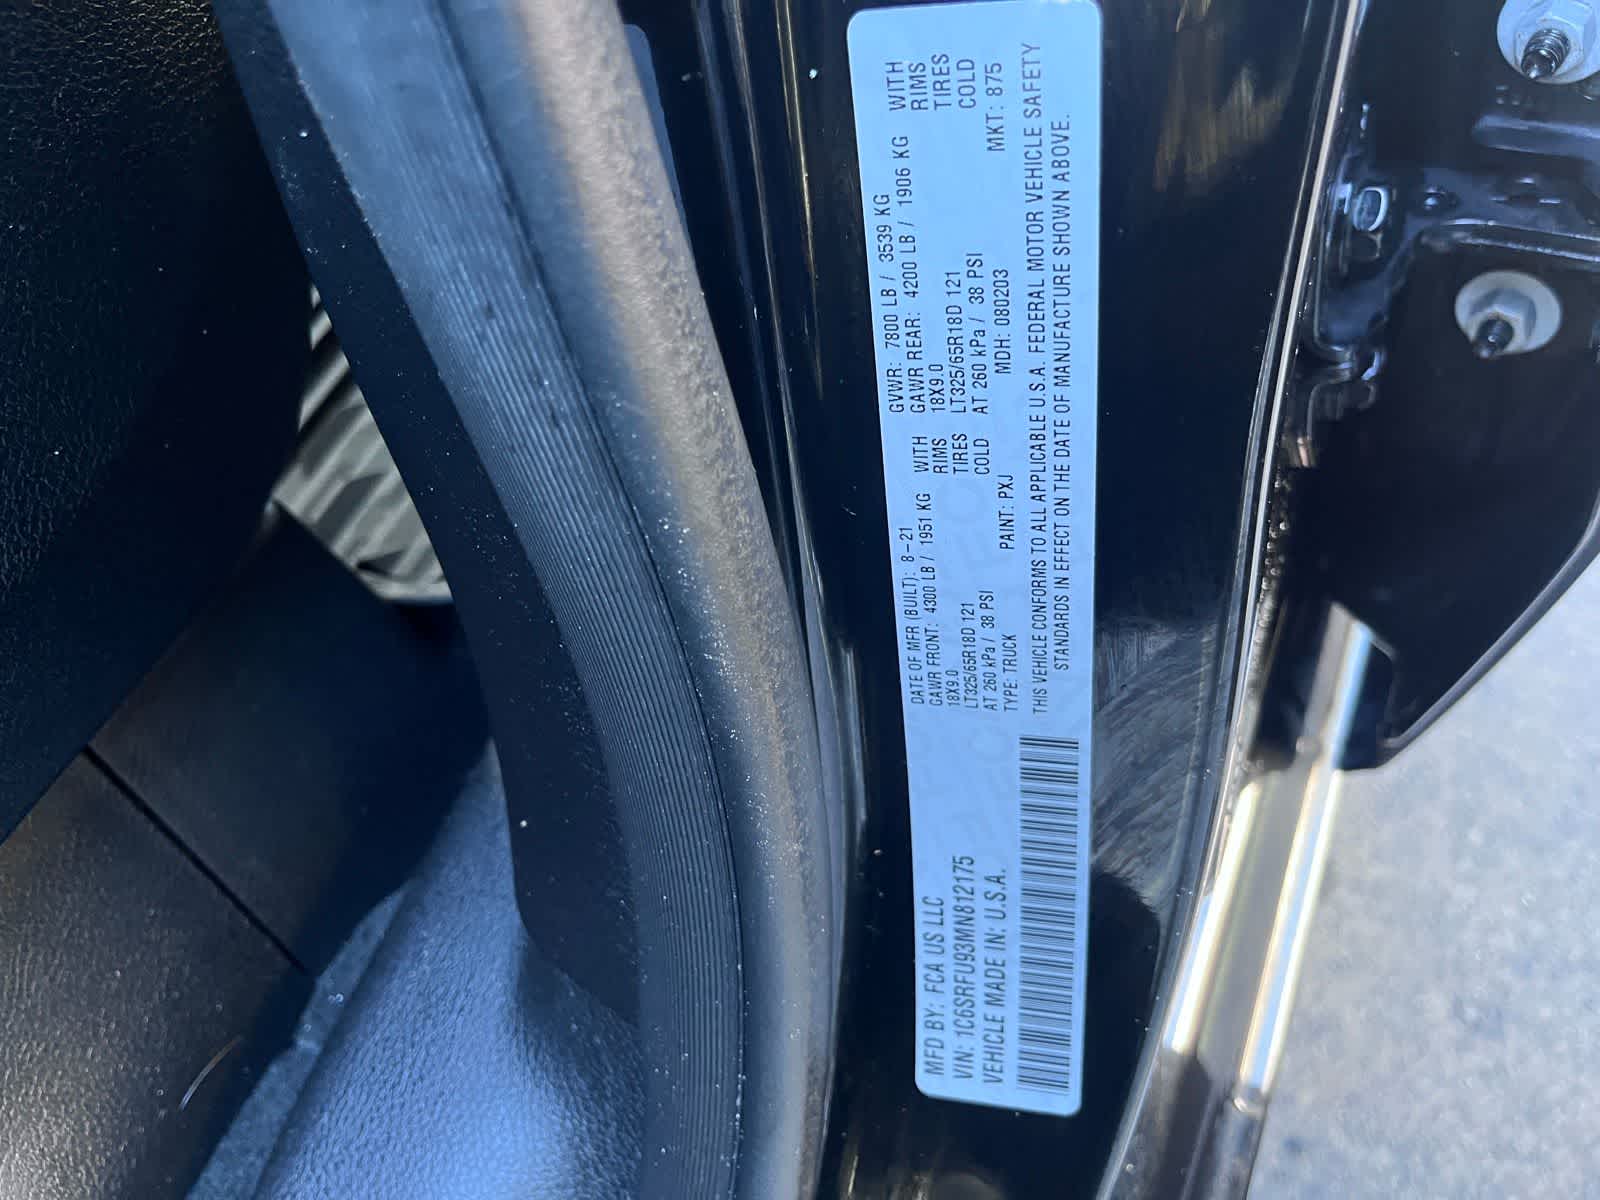 MFD BY: FCA US LLC
VIN: 1C6SRFU93MN812175
VEHICLE MADE IN: U.S.A.
DATE OF MFR (BUILT): 8-21
GAWR FRONT: 4300 LB / 1951 KG WITH
18X9.0 RIMS
LT325/65R18D 121 TIRES
AT 260 kPa / 38 PSI COLD
TYPE: TRUCK PAINT: PXJ
GVWR: 7800 LB / 3539 KG
GAWR REAR: 4200 LB / 1906 KG WITH
18X9.0 RIMS
LT325/65R18D 121 TIRES
AT 260 kPa / 38 PSI COLD
MDH: 080203 MKT: 875
THIS VEHICLE CONFORMS TO ALL APPLICABLE U.S.A. FEDERAL MOTOR VEHICLE SAFETY
STANDARDS IN EFFECT ON THE DATE OF MANUFACTURE SHOWN ABOVE.